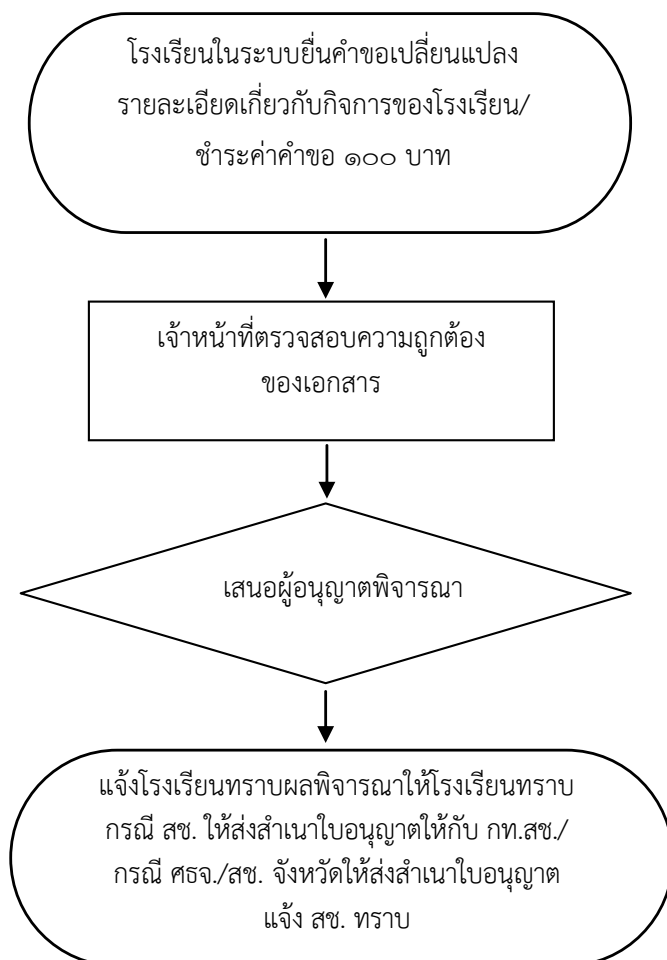 โรงเรียนในระบบยื่นคำขอเปลี่ยนแปลง
รายละเอียดเกี่ยวกับกิจการของโรงเรียน/
ชำระค่าคำขอ ๑๐๐ บาท
เจ้าหน้าที่ตรวจสอบความถูกต้อง
ของเอกสาร
เสนอผู้อนุญาตพิจารณา
แจ้งโรงเรียนทราบผลพิจารณาให้โรงเรียนทราบ
กรณี สช. ให้ส่งสำเนาใบอนุญาตให้กับ กท.สช./
กรณี ศธจ./สช. จังหวัดให้ส่งสำเนาใบอนุญาต
แจ้ง สช. ทราบ